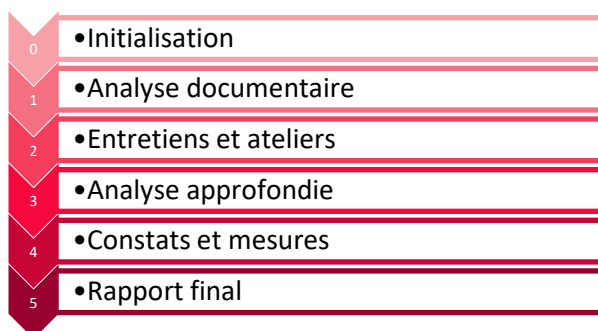 0 •Initialisation
1 •Analyse documentaire
2 •Entretiens et ateliers
3 •Analyse approfondie
4 •Constats et mesures
5 •Rapport final